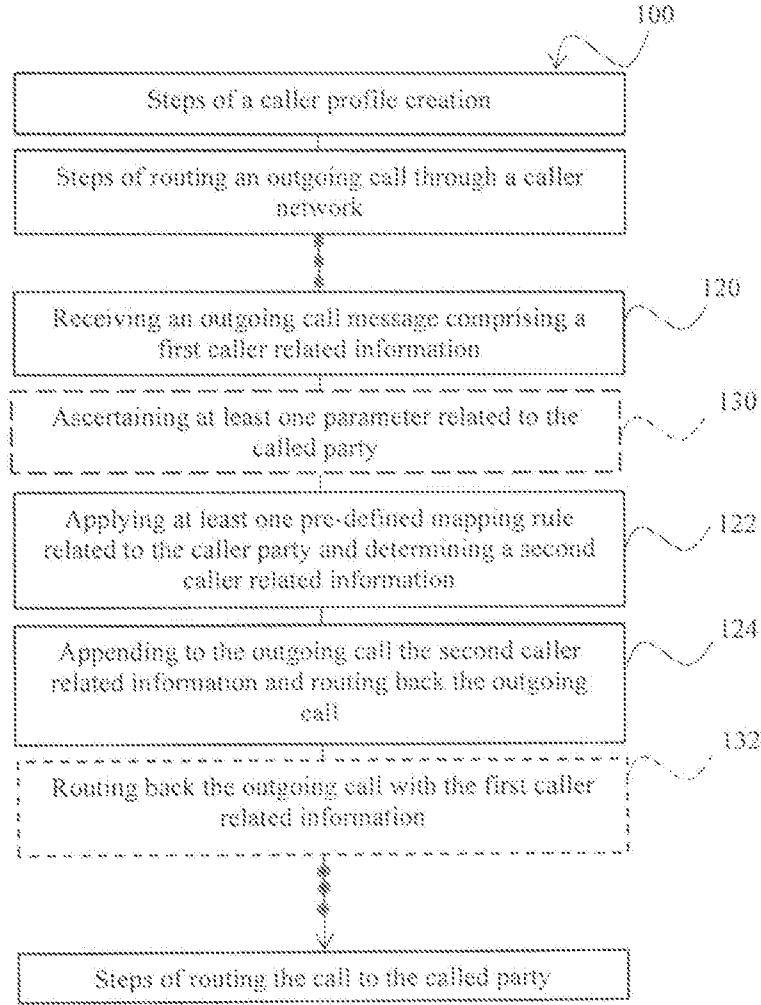 100
Steps of a caller profile creation
Steps of routing an outgoing call through a caller
network
120
Receiving an outgoing call message comprising a
first caller related information
130
Ascertaining at least one parameter related to the
called party
122
Applying at least one pre-defined mapping rule
related to the caller party and determining a second
caller related information
124
Appending to the outgoing call the second caller
related information and routing back the outgoing
call
132
Routing back the outgoing call with the first caller
related information
Steps of routing the call to the called party